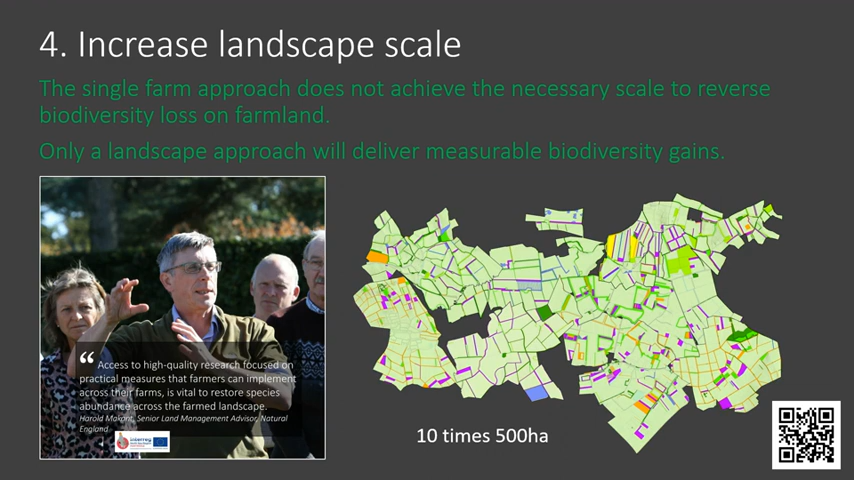 4. Increase landscape scale
The single farm approach does not achieve the necessary scale to reverse
biodiversity loss on farmland.
Only a landscape approach will deliver measurable biodiversity gains.
“ Access to high-quality research focused on
practical measures that farmers can implement
across their farms, is vital to restore species
abundance across the farmed landscape.
Harold Makant, Senior Land Management Advisor, Natural
England
Interreg
10 times 500ha